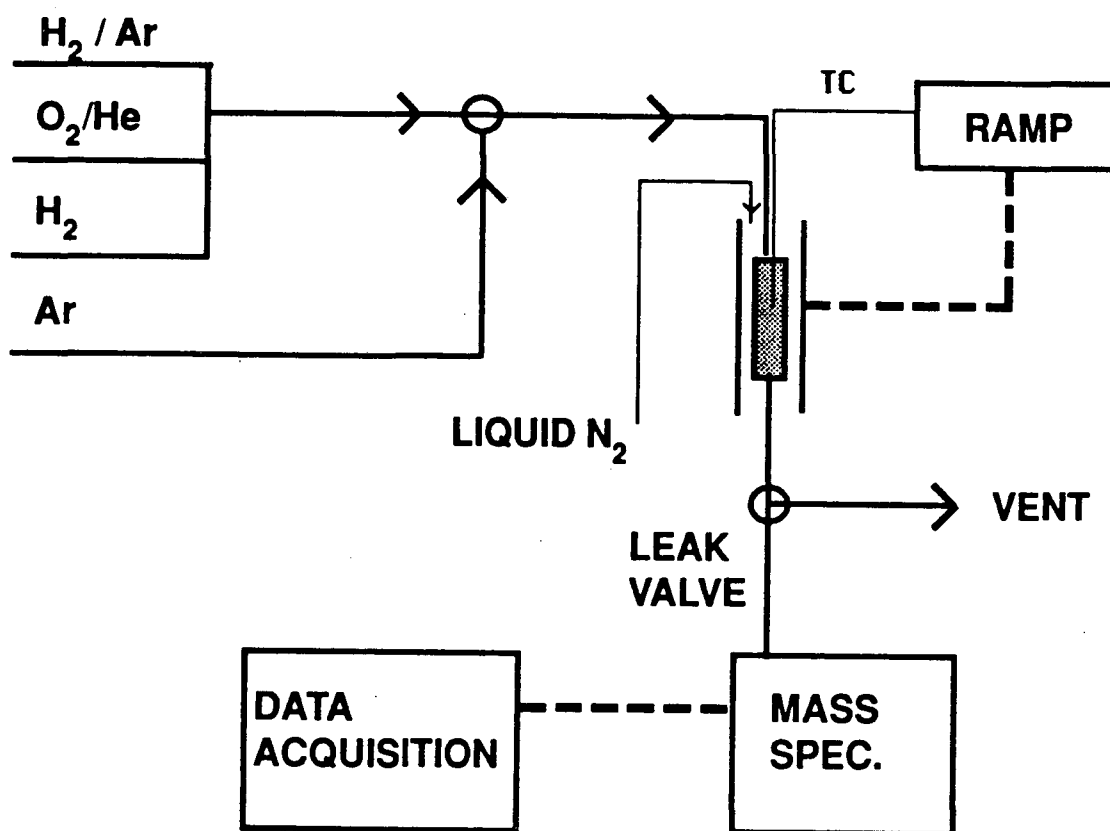 H₂ / Ar
O₂/He
H₂
Ar
TC
RAMP
LIQUID N₂
VENT
LEAK
VALVE
DATA
ACQUISITION
MASS
SPEC.